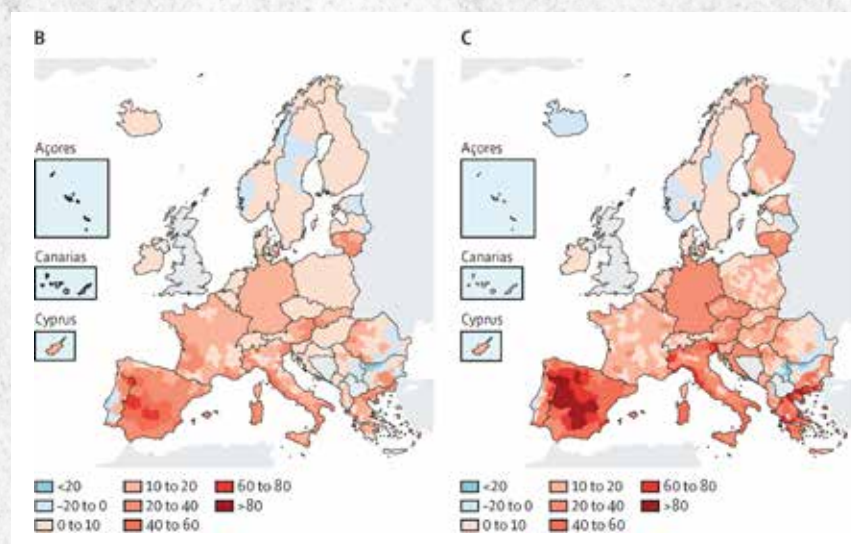 B
C
Açores
Açores
Canarias
Canarias
Cyprus
Cyprus
<20
10 to 20
60 to 80
-20 to 0
20 to 40
>80
0 to 10
40 to 60
<20
10 to 20
60 to 80
-20 to 0
20 to 40
>80
0 to 10
40 to 60